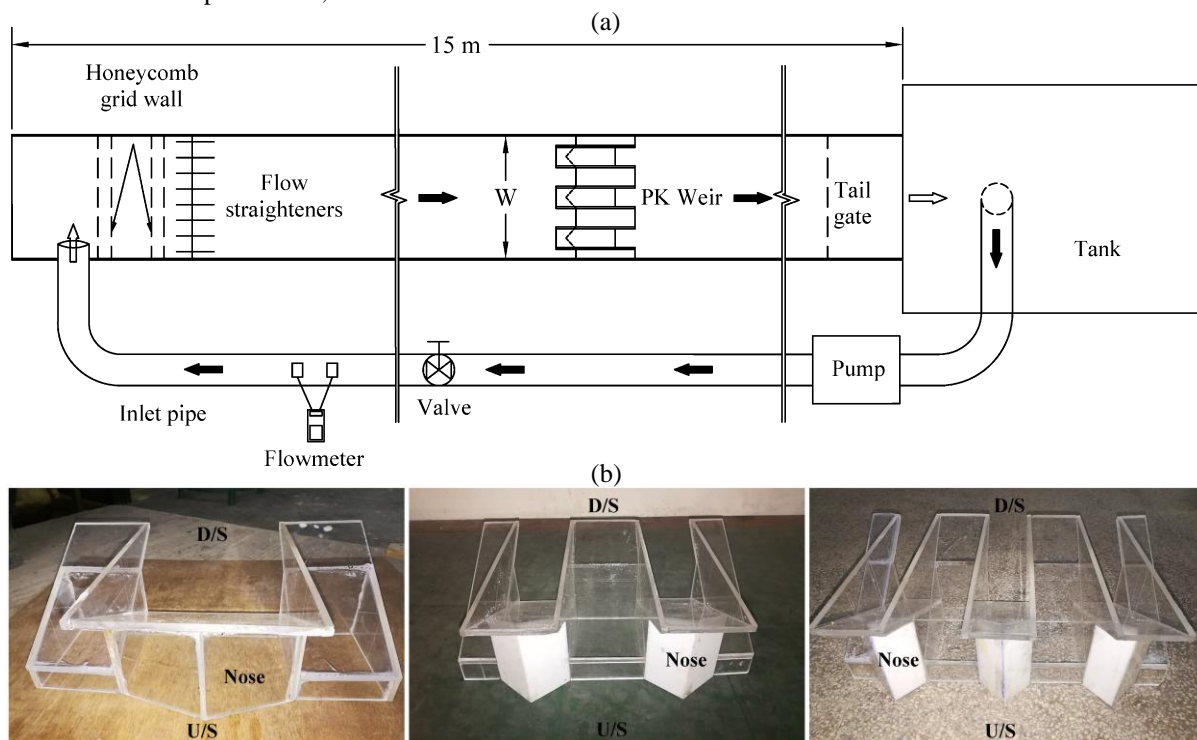 (a)
15 m
Honeycomb
grid wall
Flow
straighteners
W
PK Weir
Tail
gate
Tank
Pump
Inlet pipe
Valve
Flowmeter
(b)
D/S
Nose
U/S
D/S
Nose
U/S
D/S
Nose
U/S